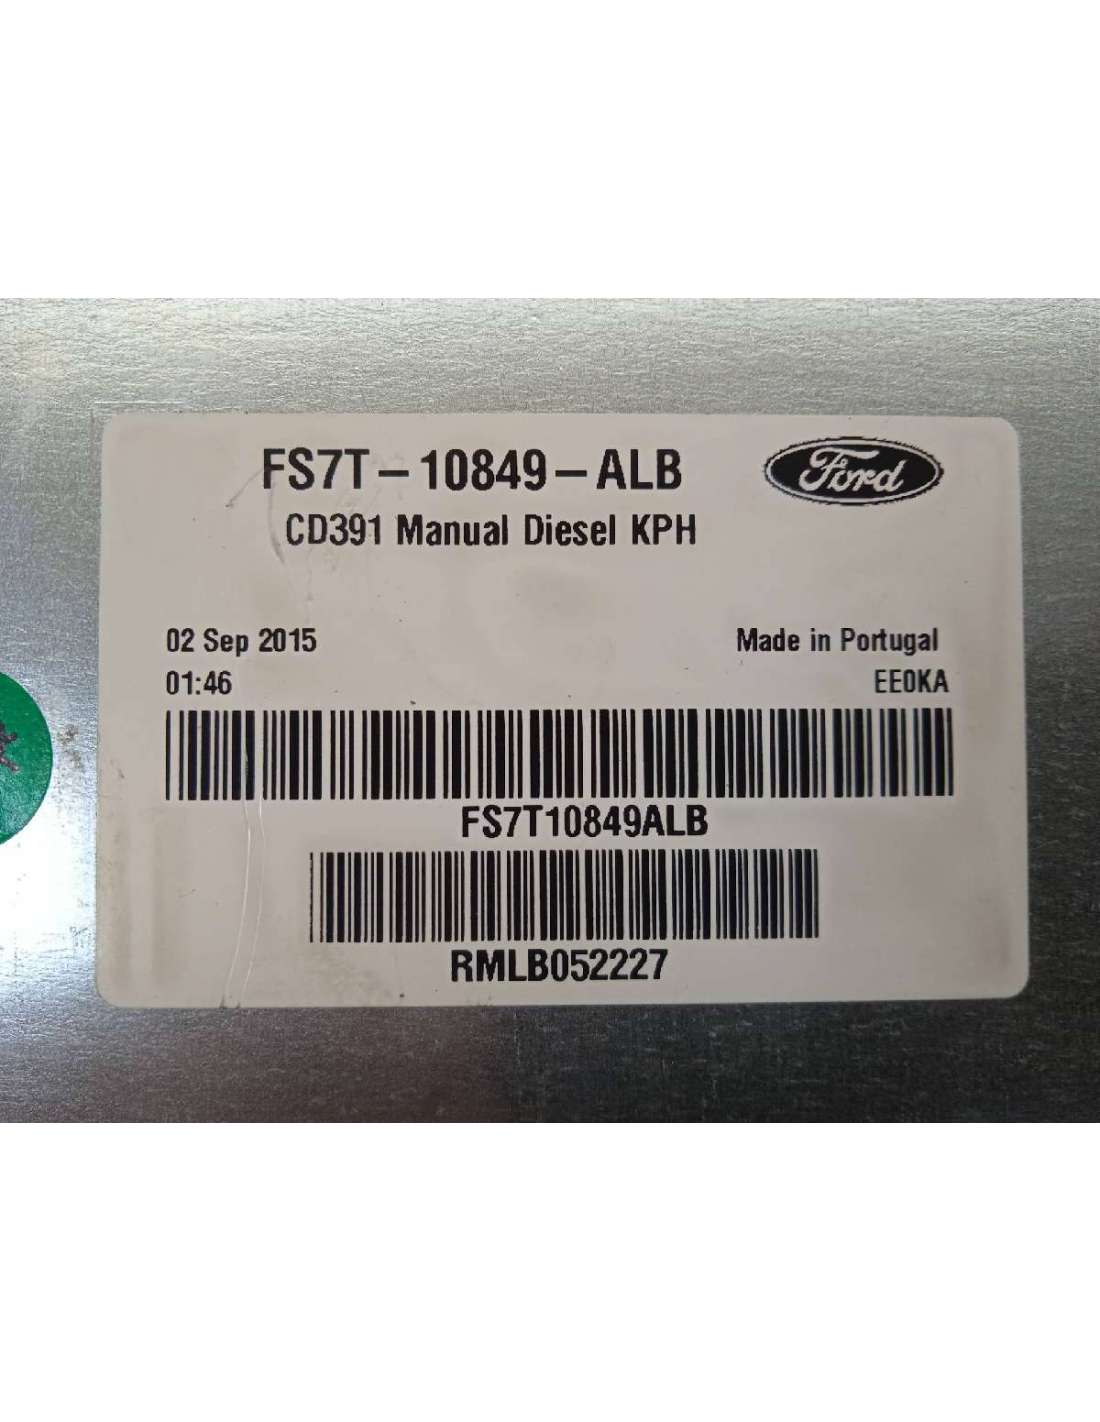 FS7T-10849-ALB
Ford
CD391 Manual Diesel KPH
02 Sep 2015
Made in Portugal
01:46
EE0KA
FS7T10849ALB
RMLB052227